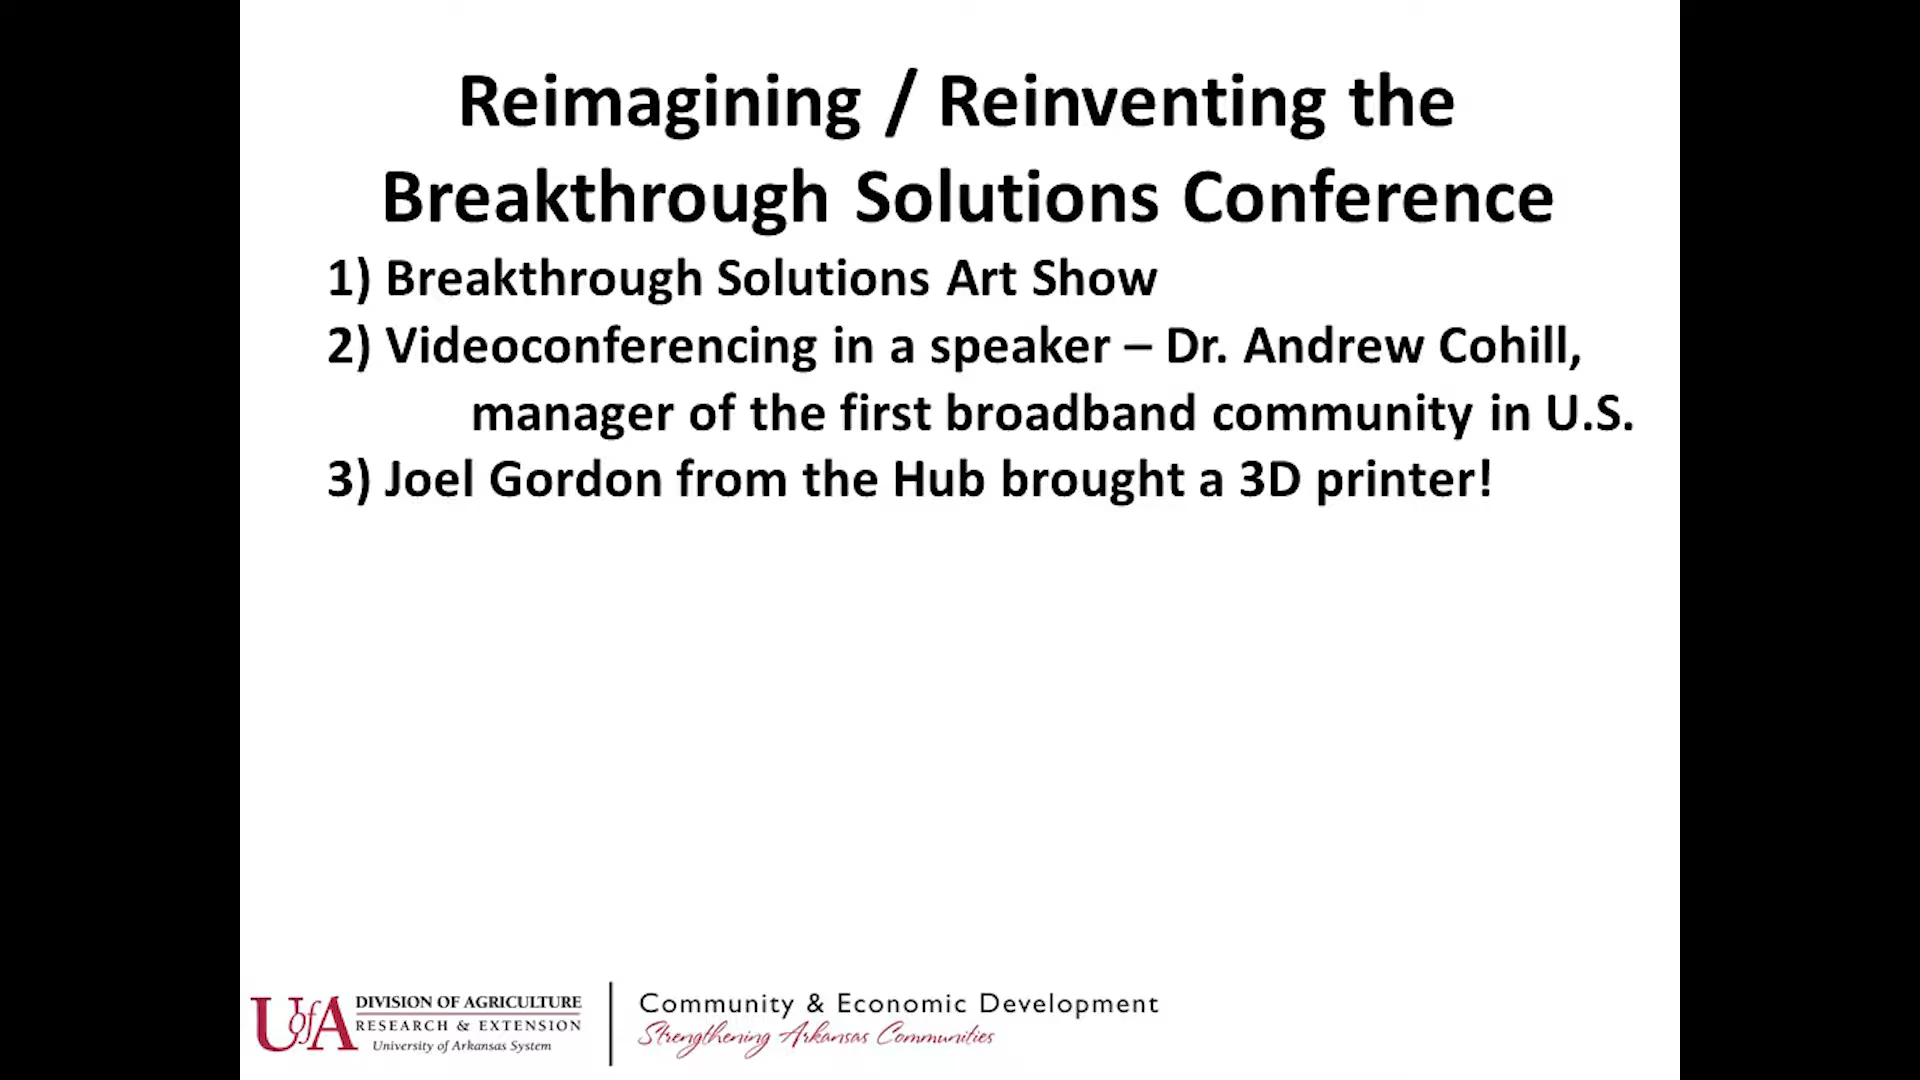 Reimagining / Reinventing the
Breakthrough Solutions Conference
1) Breakthrough Solutions Art Show
2) Videoconferencing in a speaker – Dr. Andrew Cohill,
manager of the first broadband community in U.S.
3) Joel Gordon from the Hub brought a 3D printer!
UofA DIVISION OF AGRICULTURE
RESEARCH & EXTENSION
University of Arkansas System
Community & Economic Development
Strengthening Arkansas Communities